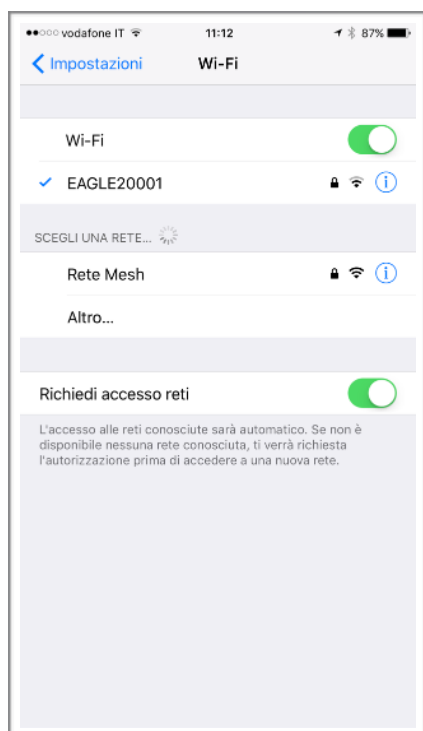 vodafone IT 11:12 87%
Impostazioni Wi-Fi
Wi-Fi
EAGLE20001
SCEGLI UNA RETE...
Rete Mesh
Altro...
Richiedi accesso reti
L'accesso alle reti conosciute sarà automatico. Se non è
disponibile nessuna rete conosciuta, ti verrà richiesta
l'autorizzazione prima di accedere a una nuova rete.